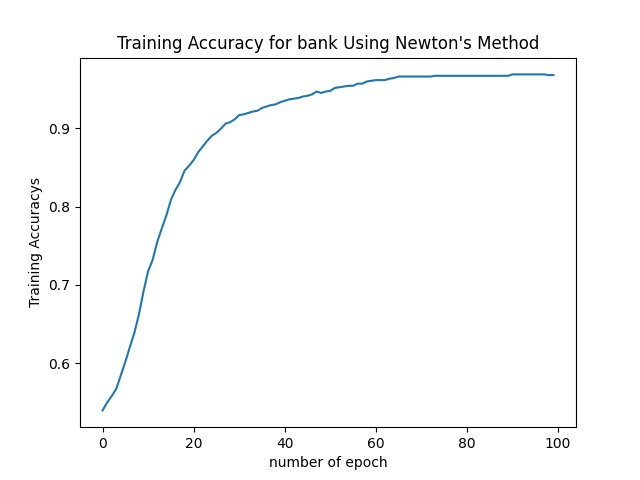 Training Accuracy for bank Using Newton's Method
Training Accuracys
0.9
0.8
0.7
0.6
0 20 40 60 80 100
number of epoch